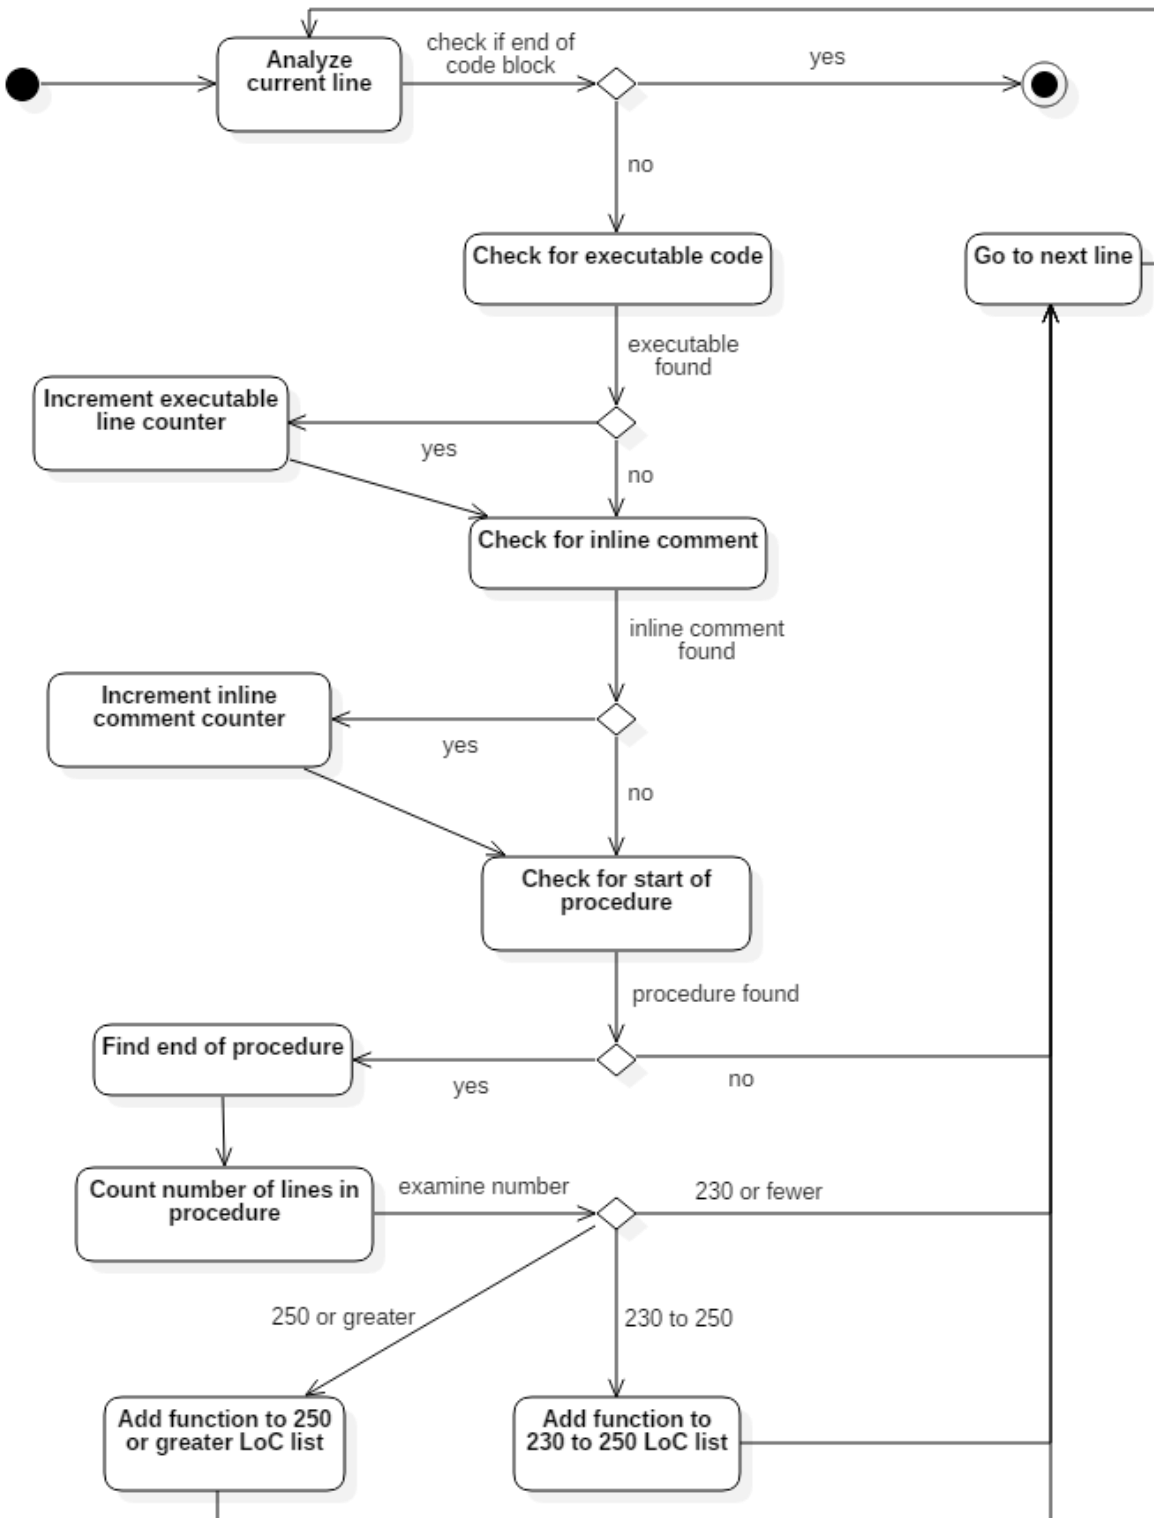 Analyze
current line
check if end of
code block
yes
no
Check for executable code
Go to next line
executable
found
Increment executable
line counter
yes
no
Check for inline comment
inline comment
found
Increment inline
comment counter
yes
no
Check for start of
procedure
procedure found
Find end of procedure
yes
no
Count number of lines in
procedure
examine number
230 or fewer
250 or greater
230 to 250
Add function to 250
or greater LoC list
Add function to
230 to 250 LoC list